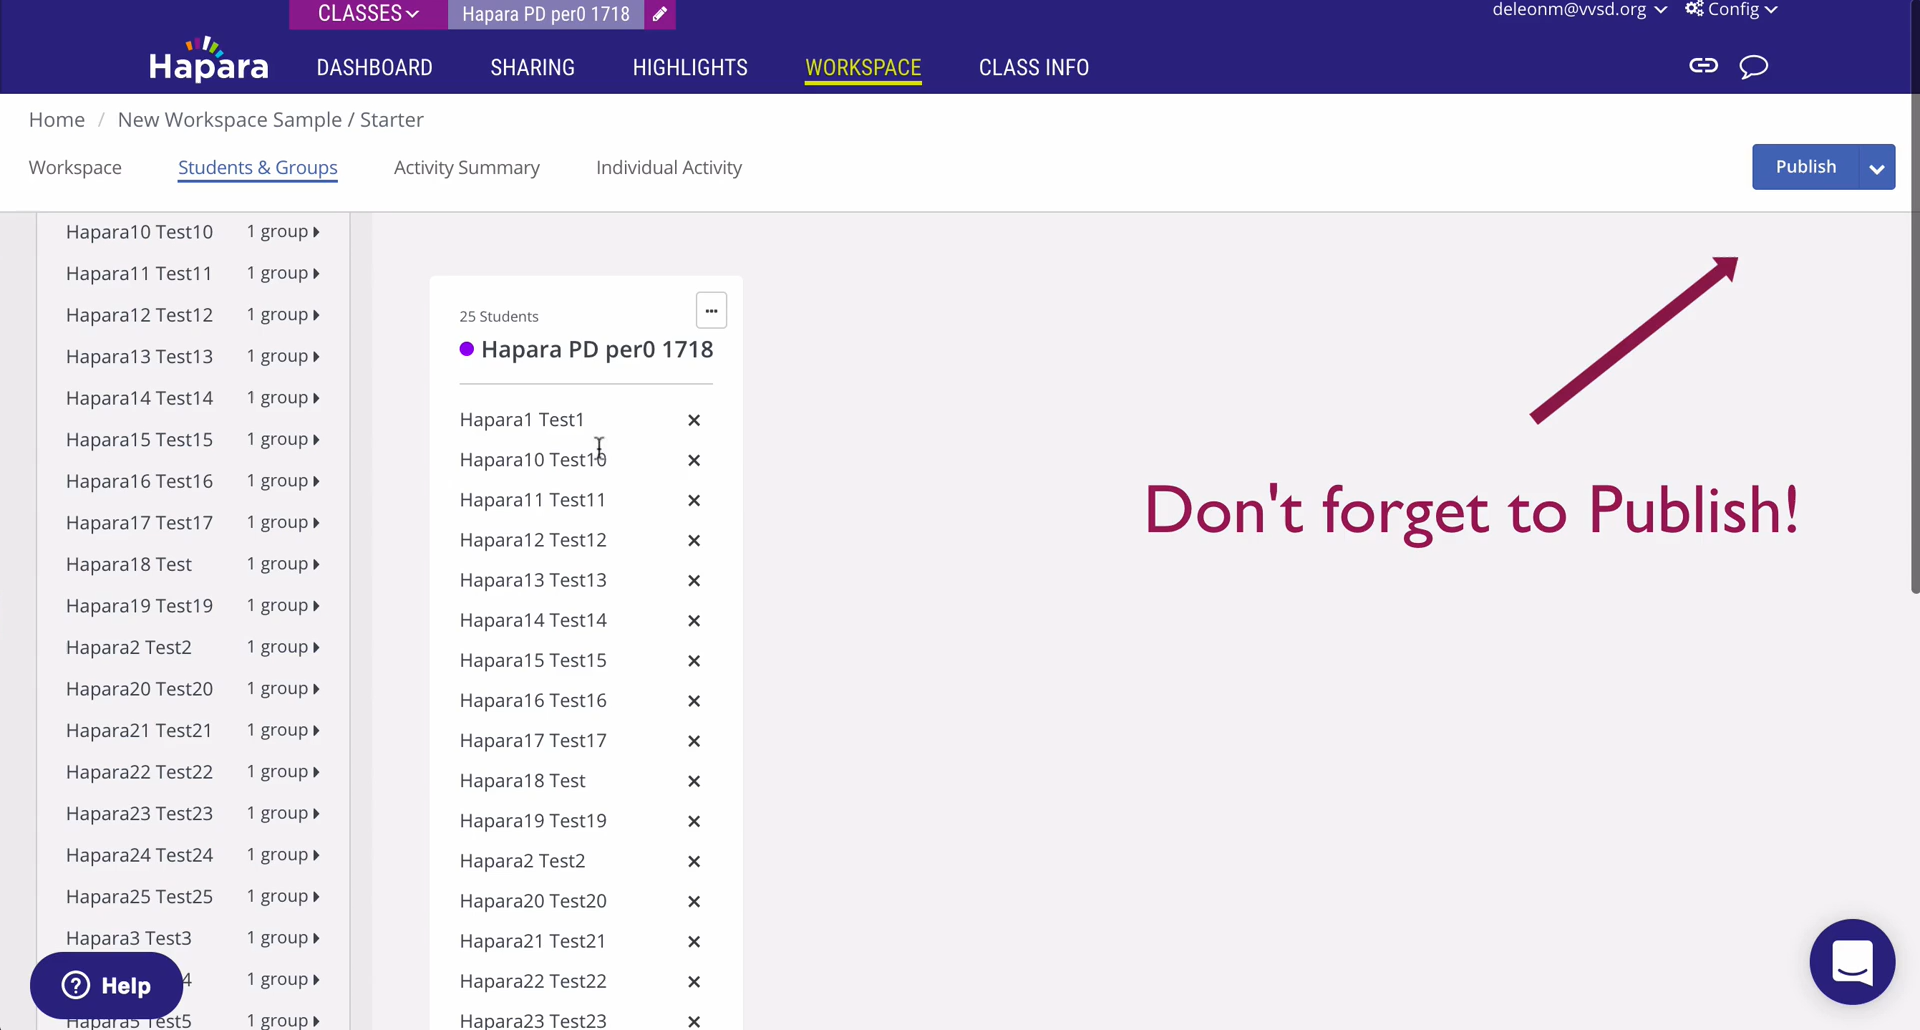 CLASSES
Hapara PD per0 1718
deleonm@vvsd.org
Config
Hapara
DASHBOARD
SHARING
HIGHLIGHTS
WORKSPACE
CLASS INFO
Home / New Workspace Sample / Starter
Workspace
Students & Groups
Activity Summary
Individual Activity
Publish
Hapara10 Test10 1 group
Hapara11 Test11 1 group
Hapara12 Test12 1 group
Hapara13 Test13 1 group
Hapara14 Test14 1 group
Hapara15 Test15 1 group
Hapara16 Test16 1 group
Hapara17 Test17 1 group
Hapara18 Test 1 group
Hapara19 Test19 1 group
Hapara2 Test2 1 group
Hapara20 Test20 1 group
Hapara21 Test21 1 group
Hapara22 Test22 1 group
Hapara23 Test23 1 group
Hapara24 Test24 1 group
Hapara25 Test25 1 group
Hapara3 Test3 1 group
4 1 group
Hapara5 Test5 1 group
? Help
25 Students
...
Hapara PD per0 1718
Hapara1 Test1
Hapara10 Test10
Hapara11 Test11
Hapara12 Test12
Hapara13 Test13
Hapara14 Test14
Hapara15 Test15
Hapara16 Test16
Hapara17 Test17
Hapara18 Test
Hapara19 Test19
Hapara2 Test2
Hapara20 Test20
Hapara21 Test21
Hapara22 Test22
Hapara23 Test23
Don't forget to Publish!